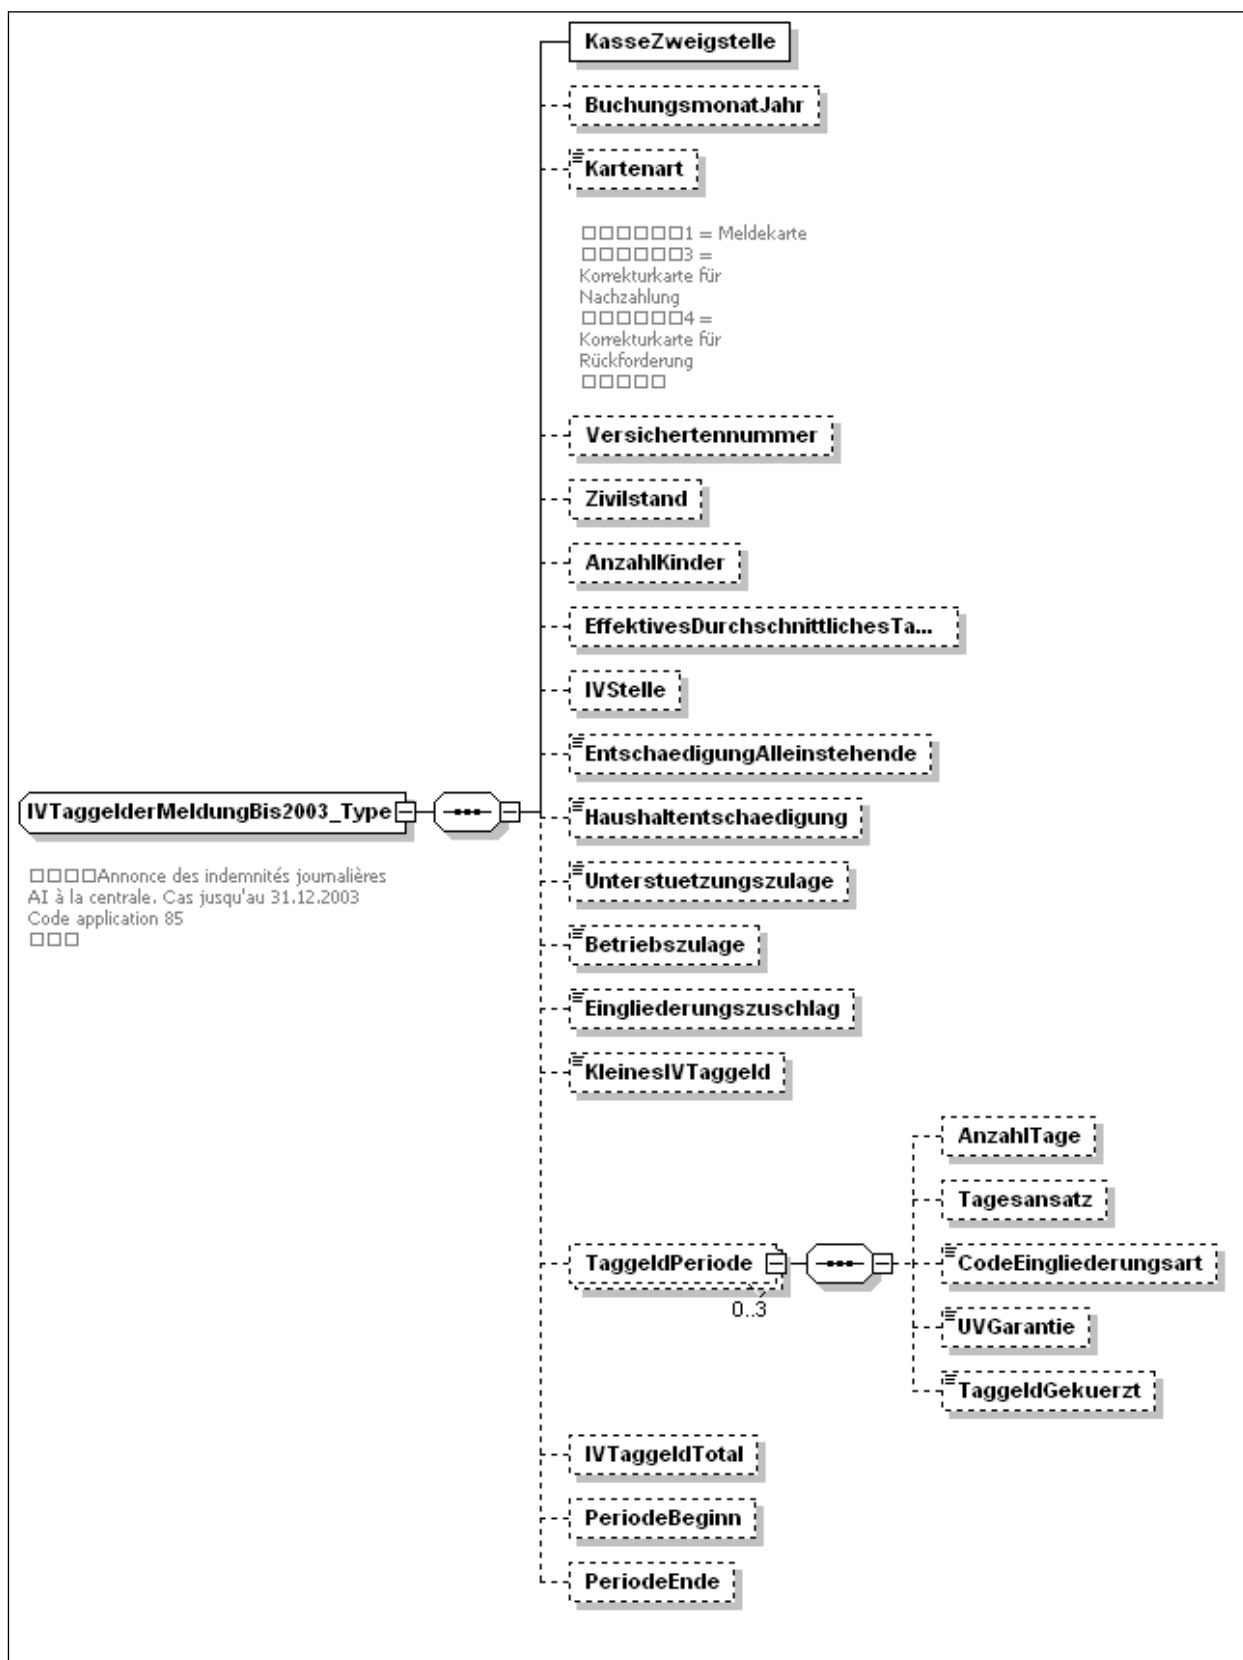 KasseZweigstelle
BuchungsmonatJahr
Kartenart
□□□□□□1 = Meldekarte
□□□□□□3 =
Korrekturkarte für
Nachzahlung
□□□□□□4 =
Korrekturkarte für
Rückforderung
□□□□□
Versichertennummer
Zivilstand
AnzahlKinder
EffektivesDurchschnittlichesTa...
IVStelle
EntschaedigungAlleinstehende
IVTaggelderMeldungBis2003_Type
Haushaltentschaedigung
□□□□Annonce des indemnités journalières
AI à la centrale. Cas jusqu'au 31.12.2003
Code application 85
□□□
Unterstuetzungszulage
Betriebszulage
Eingliederungszuschlag
KleinesIVTaggeld
TaggeldPeriode
0..3
AnzahlTage
Tagesansatz
CodeEingliederungsart
UVGarantie
TaggeldGekuerzt
IVTaggeldTotal
PeriodeBeginn
PeriodeEnde